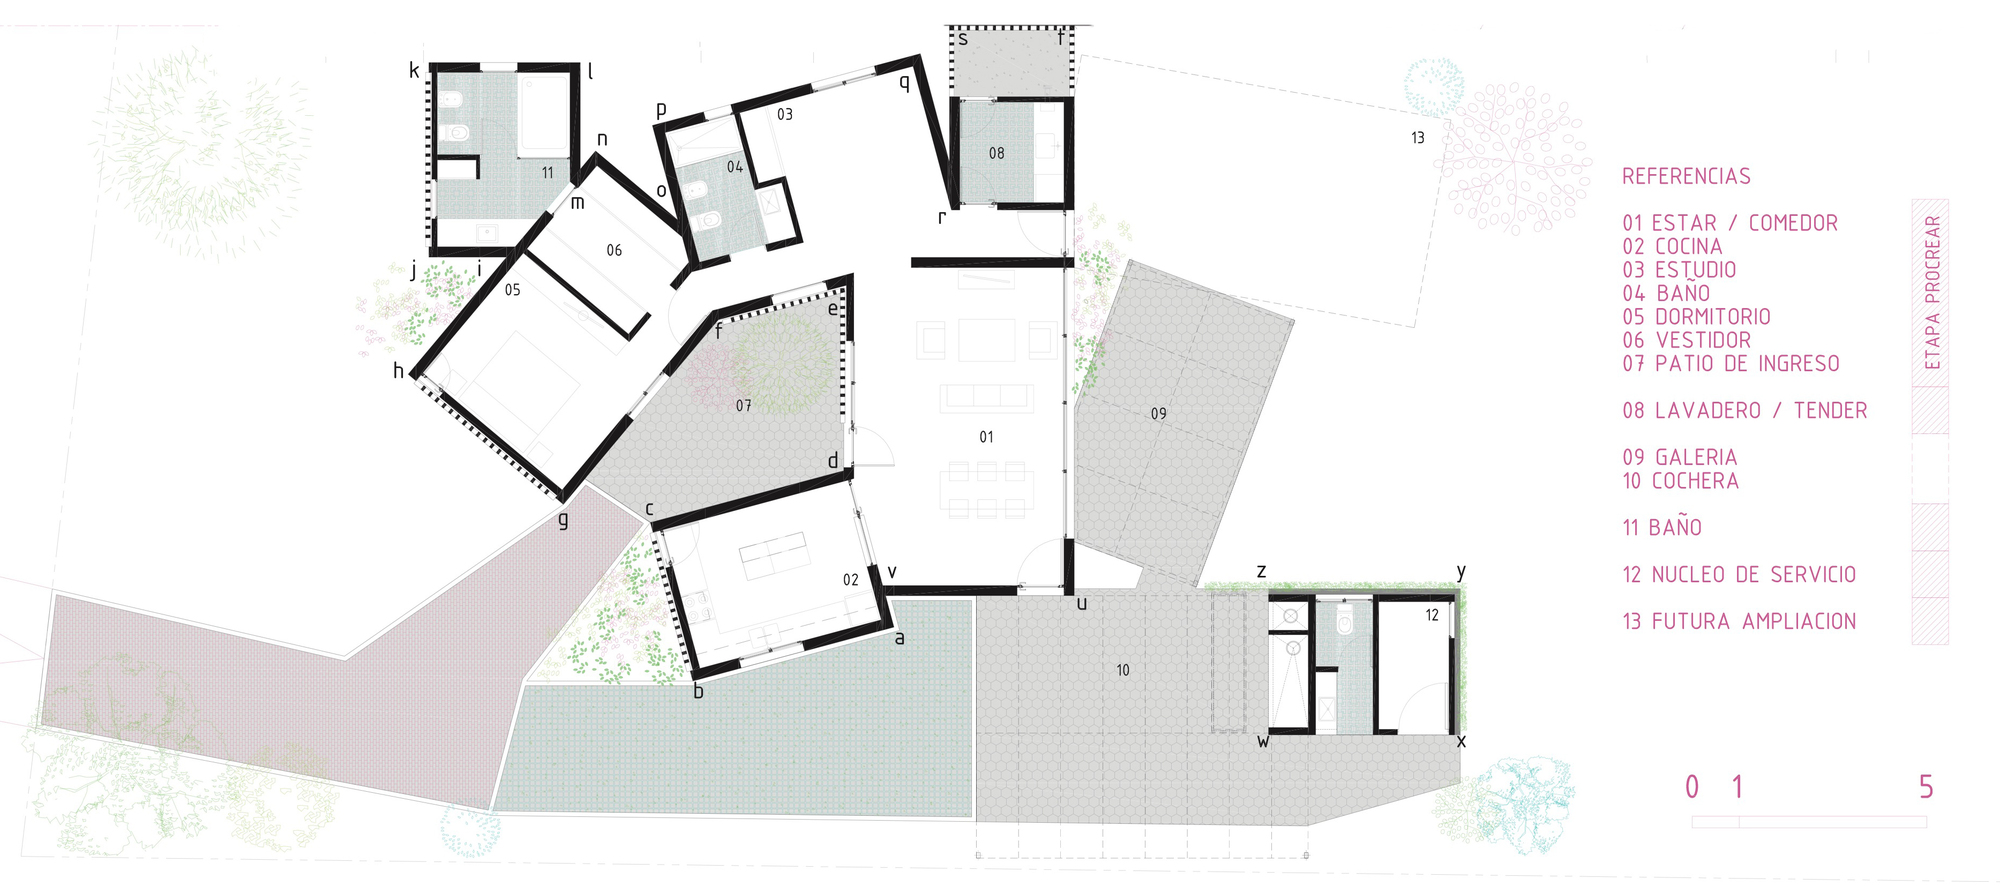 k
l
s
t
q
p
03
n
13
08
04
11
o
m
r
06
j
i
05
e
f
h
07
09
01
d
c
g
02
v
z
y
u
12
a
10
b
w
x
REFERENCIAS
01 ESTAR / COMEDOR
02 COCINA
03 ESTUDIO
04 BAÑO
05 DORMITORIO
06 VESTIDOR
07 PATIO DE INGRESO
ETAPA PROCREAR
08 LAVADERO / TENDER
09 GALERIA
10 COCHERA
11 BAÑO
12 NUCLEO DE SERVICIO
13 FUTURA AMPLIACION
0 1 5